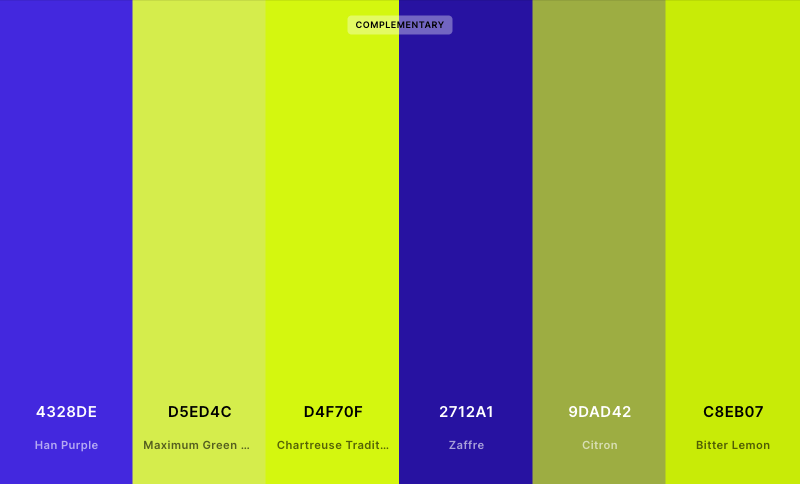 COMPLEMENTARY
4328DE
D5ED4C
D4F70F
2712A1
9DAD42
C8EB07
Han Purple
Maximum Green ...
Chartreuse Tradit...
Zaffre
Citron
Bitter Lemon